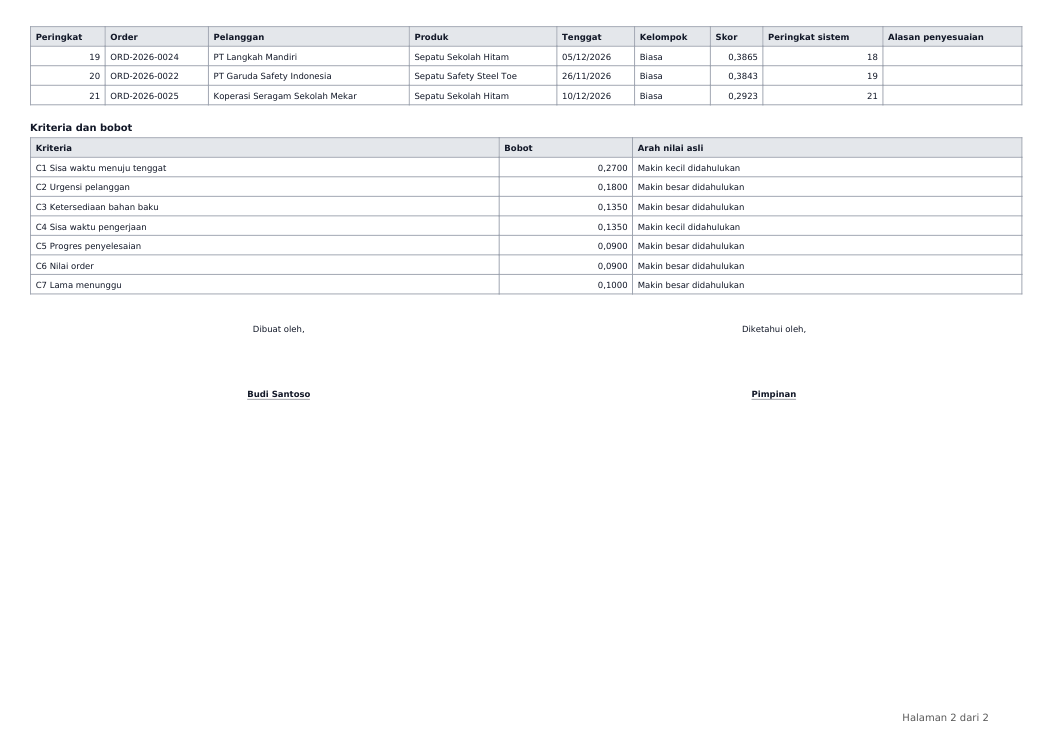 Peringkat Order Pelanggan Produk Tenggat Kelompok Skor Peringkat sistem Alasan penyesuaian
19 ORD-2026-0024 PT Langkah Mandiri Sepatu Sekolah Hitam 05/12/2026 Biasa 0,3865 18
20 ORD-2026-0022 PT Garuda Safety Indonesia Sepatu Safety Steel Toe 26/11/2026 Biasa 0,3843 19
21 ORD-2026-0025 Koperasi Seragam Sekolah Mekar Sepatu Sekolah Hitam 10/12/2026 Biasa 0,2923 21
Kriteria dan bobot
Kriteria Bobot Arah nilai asli
C1 Sisa waktu menuju tenggat 0,2700 Makin kecil didahulukan
C2 Urgensi pelanggan 0,1800 Makin besar didahulukan
C3 Ketersediaan bahan baku 0,1350 Makin besar didahulukan
C4 Sisa waktu pengerjaan 0,1350 Makin kecil didahulukan
C5 Progres penyelesaian 0,0900 Makin besar didahulukan
C6 Nilai order 0,0900 Makin besar didahulukan
C7 Lama menunggu 0,1000 Makin besar didahulukan
Dibuat oleh, Diketahui oleh,
Budi Santoso Pimpinan
Halaman 2 dari 2